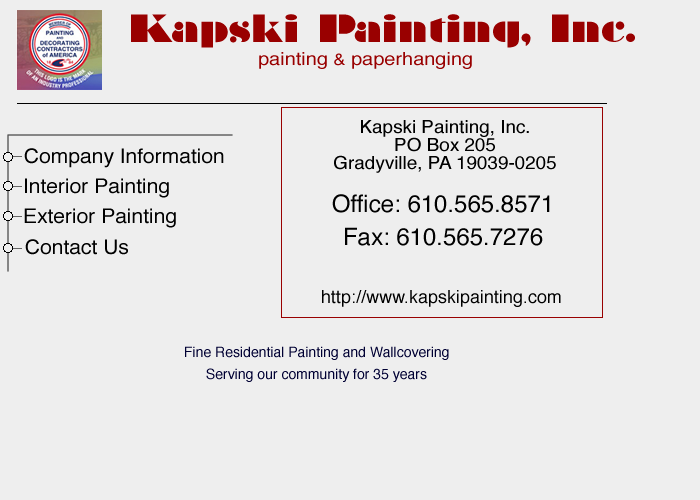 MEMBER
PAINTING
AND
DECORATING
CONTRACTORS
of AMERICA
THIS LOGO IS THE MARK
OF AN INDUSTRY PROFESSIONAL
Kapski Painting, Inc.
painting & paperhanging
Company Information
Interior Painting
Exterior Painting
Contact Us
Kapski Painting, Inc.
PO Box 205
Gradyville, PA 19039-0205
Office: 610.565.8571
Fax: 610.565.7276
http://www.kapskipainting.com
Fine Residential Painting and Wallcovering
Serving our community for 35 years